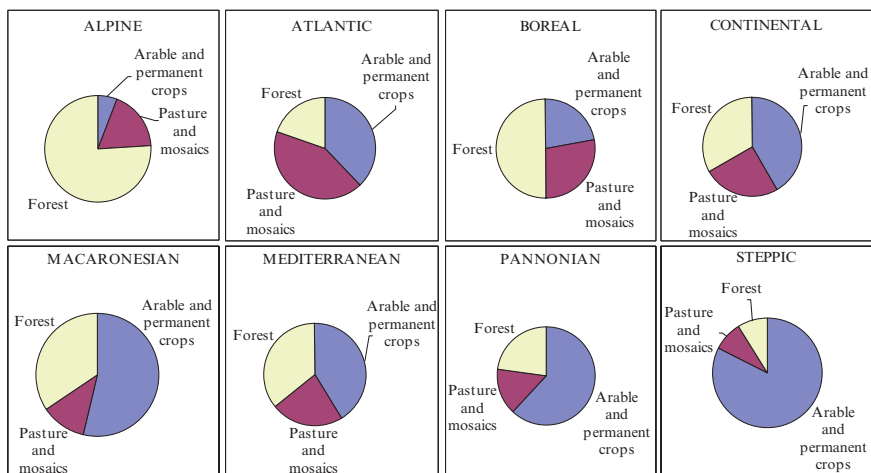 ALPINE
Arable and
permanent
crops
Pasture
and
mosaics
Forest
ATLANTIC
Arable and
permanent
crops
Forest
Pasture
and
mosaics
BOREAL
Arable
and
permanent
crops
Forest
Pasture
and
mosaics
CONTINENTAL
Arable and
permanent
crops
Forest
Pasture
and
mosaics
MACARONESIAN
Arable and
permanent
crops
Forest
Pasture
and
mosaics
MEDITERRANEAN
Arable and
permanent
crops
Forest
Pasture
and
mosaics
PANNONIAN
Forest
Pasture
and
mosaics
Arable and
permanent
crops
STEPPIC
Forest
Pasture
and
mosaics
Arable and
permanent
crops